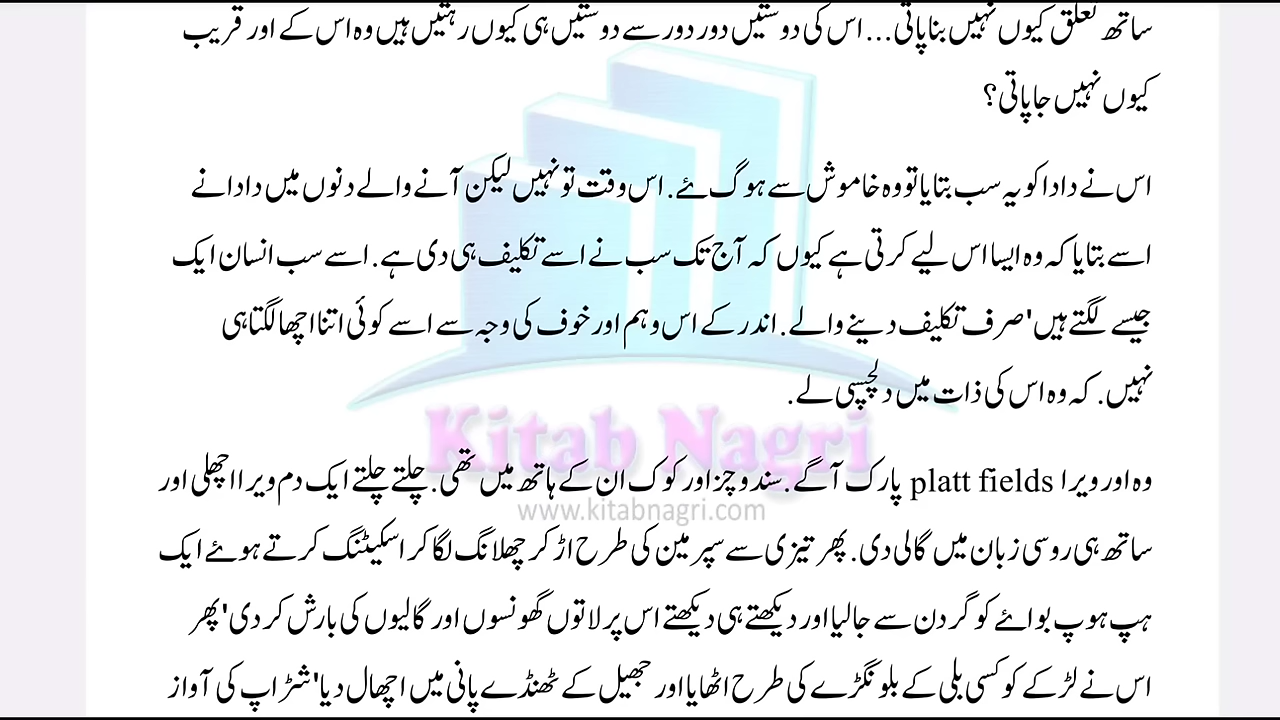 ساتھ تعلق کیوں نہیں بنا پاتی... اس کی دوستیں دور دور سے دوستیں ہی کیوں رہتیں ہیں وہ اس کے اور قریب
کیوں نہیں جا پاتی؟
اس نے دادا کو یہ سب بتایا تو وہ خاموش سے ہو گئے. اس وقت تو نہیں لیکن آنے والے دنوں میں دادا نے
اسے بتایا کہ وہ ایسا اس لیے کرتی ہے کیوں کہ آج تک سب نے اسے تکلیف ہی دی ہے. اسے سب انسان ایک
جیسے لگتے ہیں' صرف تکلیف دینے والے. اندر کے اس وہم اور خوف کی وجہ سے اسے کوئی اتنا اچھا لگتا ہی
نہیں. کہ وہ اس کی ذات میں دلچسپی لے.
Kitab Nagri
وہ اور ویرا platt fields پارک آ گے. سندوچز اور کوک ان کے ہاتھ میں تھی. چلتے چلتے ایک دم ویرا اچھلی اور
www.kitabnagri.com
ساتھ ہی روسی زبان میں گالی دی. پھر تیزی سے سپر مین کی طرح اڑ کر چھلانگ لگا کر اسکیٹنگ کرتے ہوئے ایک
ہپ ہوپ بوائے کو گردن سے جا لیا اور دیکھتے ہی دیکھتے اس پر لاتوں گھونسوں اور گالیوں کی بارش کر دی' پھر
اس نے لڑکے کو کسی بلی کے بلونگڑے کی طرح اٹھایا اور جھیل کے ٹھنڈے پانی میں اچھال دیا' شڑاپ کی آواز